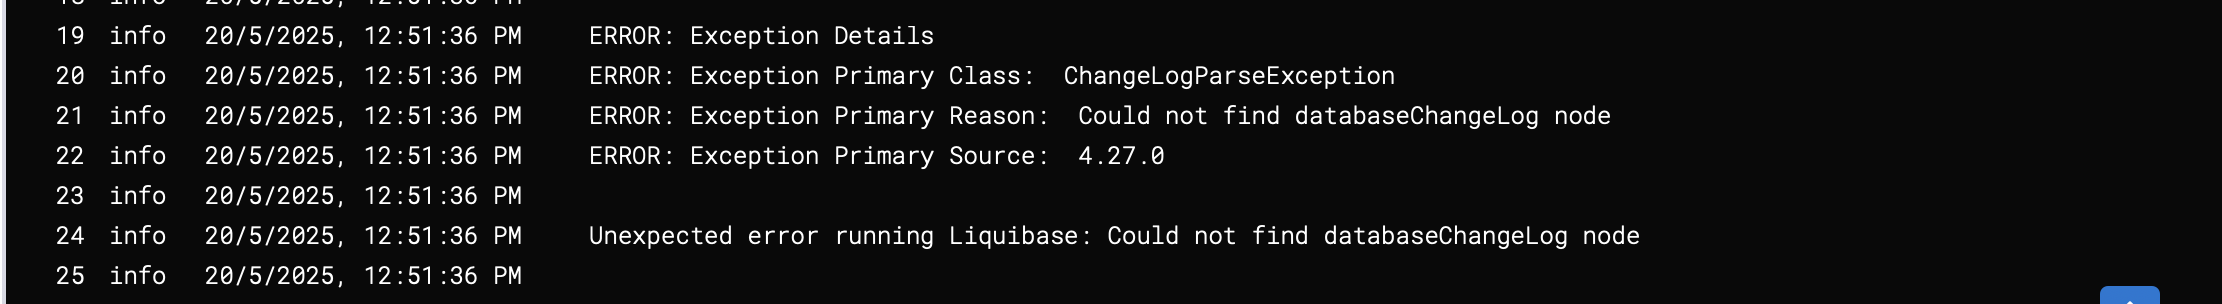 19 info 20/5/2025, 12:51:36 PM ERROR: Exception Details
20 info 20/5/2025, 12:51:36 PM ERROR: Exception Primary Class:  ChangeLogParseException
21 info 20/5/2025, 12:51:36 PM ERROR: Exception Primary Reason:  Could not find databaseChangeLog node
22 info 20/5/2025, 12:51:36 PM ERROR: Exception Primary Source:  4.27.0
23 info 20/5/2025, 12:51:36 PM
24 info 20/5/2025, 12:51:36 PM Unexpected error running Liquibase: Could not find databaseChangeLog node
25 info 20/5/2025, 12:51:36 PM